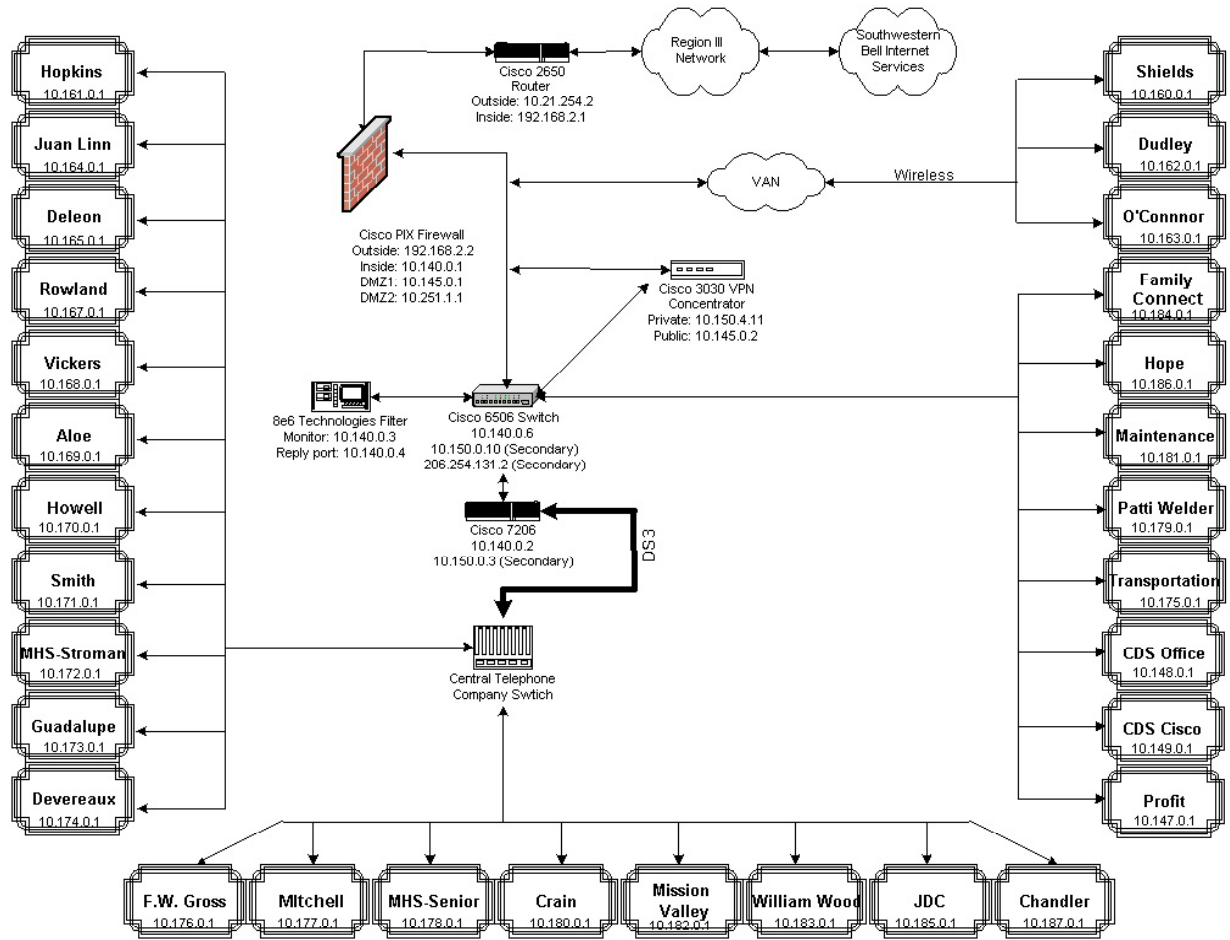 Hopkins
10.161.0.1
Juan Linn
10.164.0.1
Deleon
10.165.0.1
Rowland
10.167.0.1
Vickers
10.168.0.1
Aloe
10.169.0.1
Howell
10.170.0.1
Smith
10.171.0.1
MHS-Stroman
10.172.0.1
Guadalupe
10.173.0.1
Devereaux
10.174.0.1
Cisco 2650
Router
Outside: 10.21.254.2
Inside: 192.168.2.1
Region III
Network
Southwestern
Bell Internet
Services
Cisco PIX Firewall
Outside: 192.168.2.2
Inside: 10.140.0.1
DMZ1: 10.145.0.1
DMZ2: 10.251.1.1
VAN
Wireless
Cisco 3030 VPN
Concentrator
Private: 10.150.4.11
Public: 10.145.0.2
8e6 Technologies Filter
Monitor: 10.140.0.3
Reply port: 10.140.0.4
Cisco 6506 Switch
10.140.0.6
10.150.0.10 (Secondary)
206.254.131.2 (Secondary)
Cisco 7206
10.140.0.2
10.150.0.3 (Secondary)
DS3
Central Telephone
Company Swtich
Shields
10.160.0.1
Dudley
10.162.0.1
O'Connnor
10.163.0.1
Family
Connect
10.184.0.1
Hope
10.186.0.1
Maintenance
10.181.0.1
Patti Welder
10.179.0.1
Transportation
10.175.0.1
CDS Office
10.148.0.1
CDS Cisco
10.149.0.1
Profit
10.147.0.1
F.W. Gross
10.176.0.1
MItchell
10.177.0.1
MHS-Senior
10.178.0.1
Crain
10.180.0.1
Mission
Valley
10.182.0.1
William Wood
10.183.0.1
JDC
10.185.0.1
Chandler
10.187.0.1